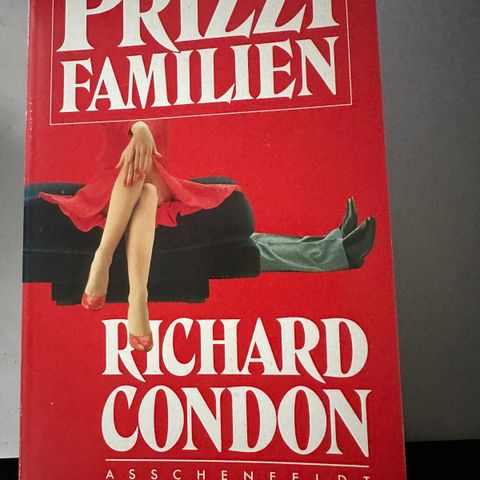 PRIZZI
FAMILIEN
RICHARD
CONDON
ASSCHENFELDT